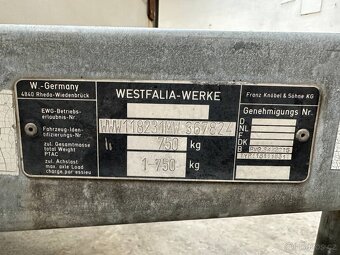 W.-Germany
4840 Rheda-Wiedenbrück
WESTFALIA-WERKE
Franz Knöbel & Söhne KG
EWG-Betriebs-
erlaubnis-Nr
Genehmigungs Nr.
Fahrzeug-Iden-
tifizierungs-Nr.
D
NL
F
DK
B
zul. Gesamtmasse
total Weight
PTAC
750 kg
zul. Achslast
max. axle Load
charge.par essieu
1-750 kg